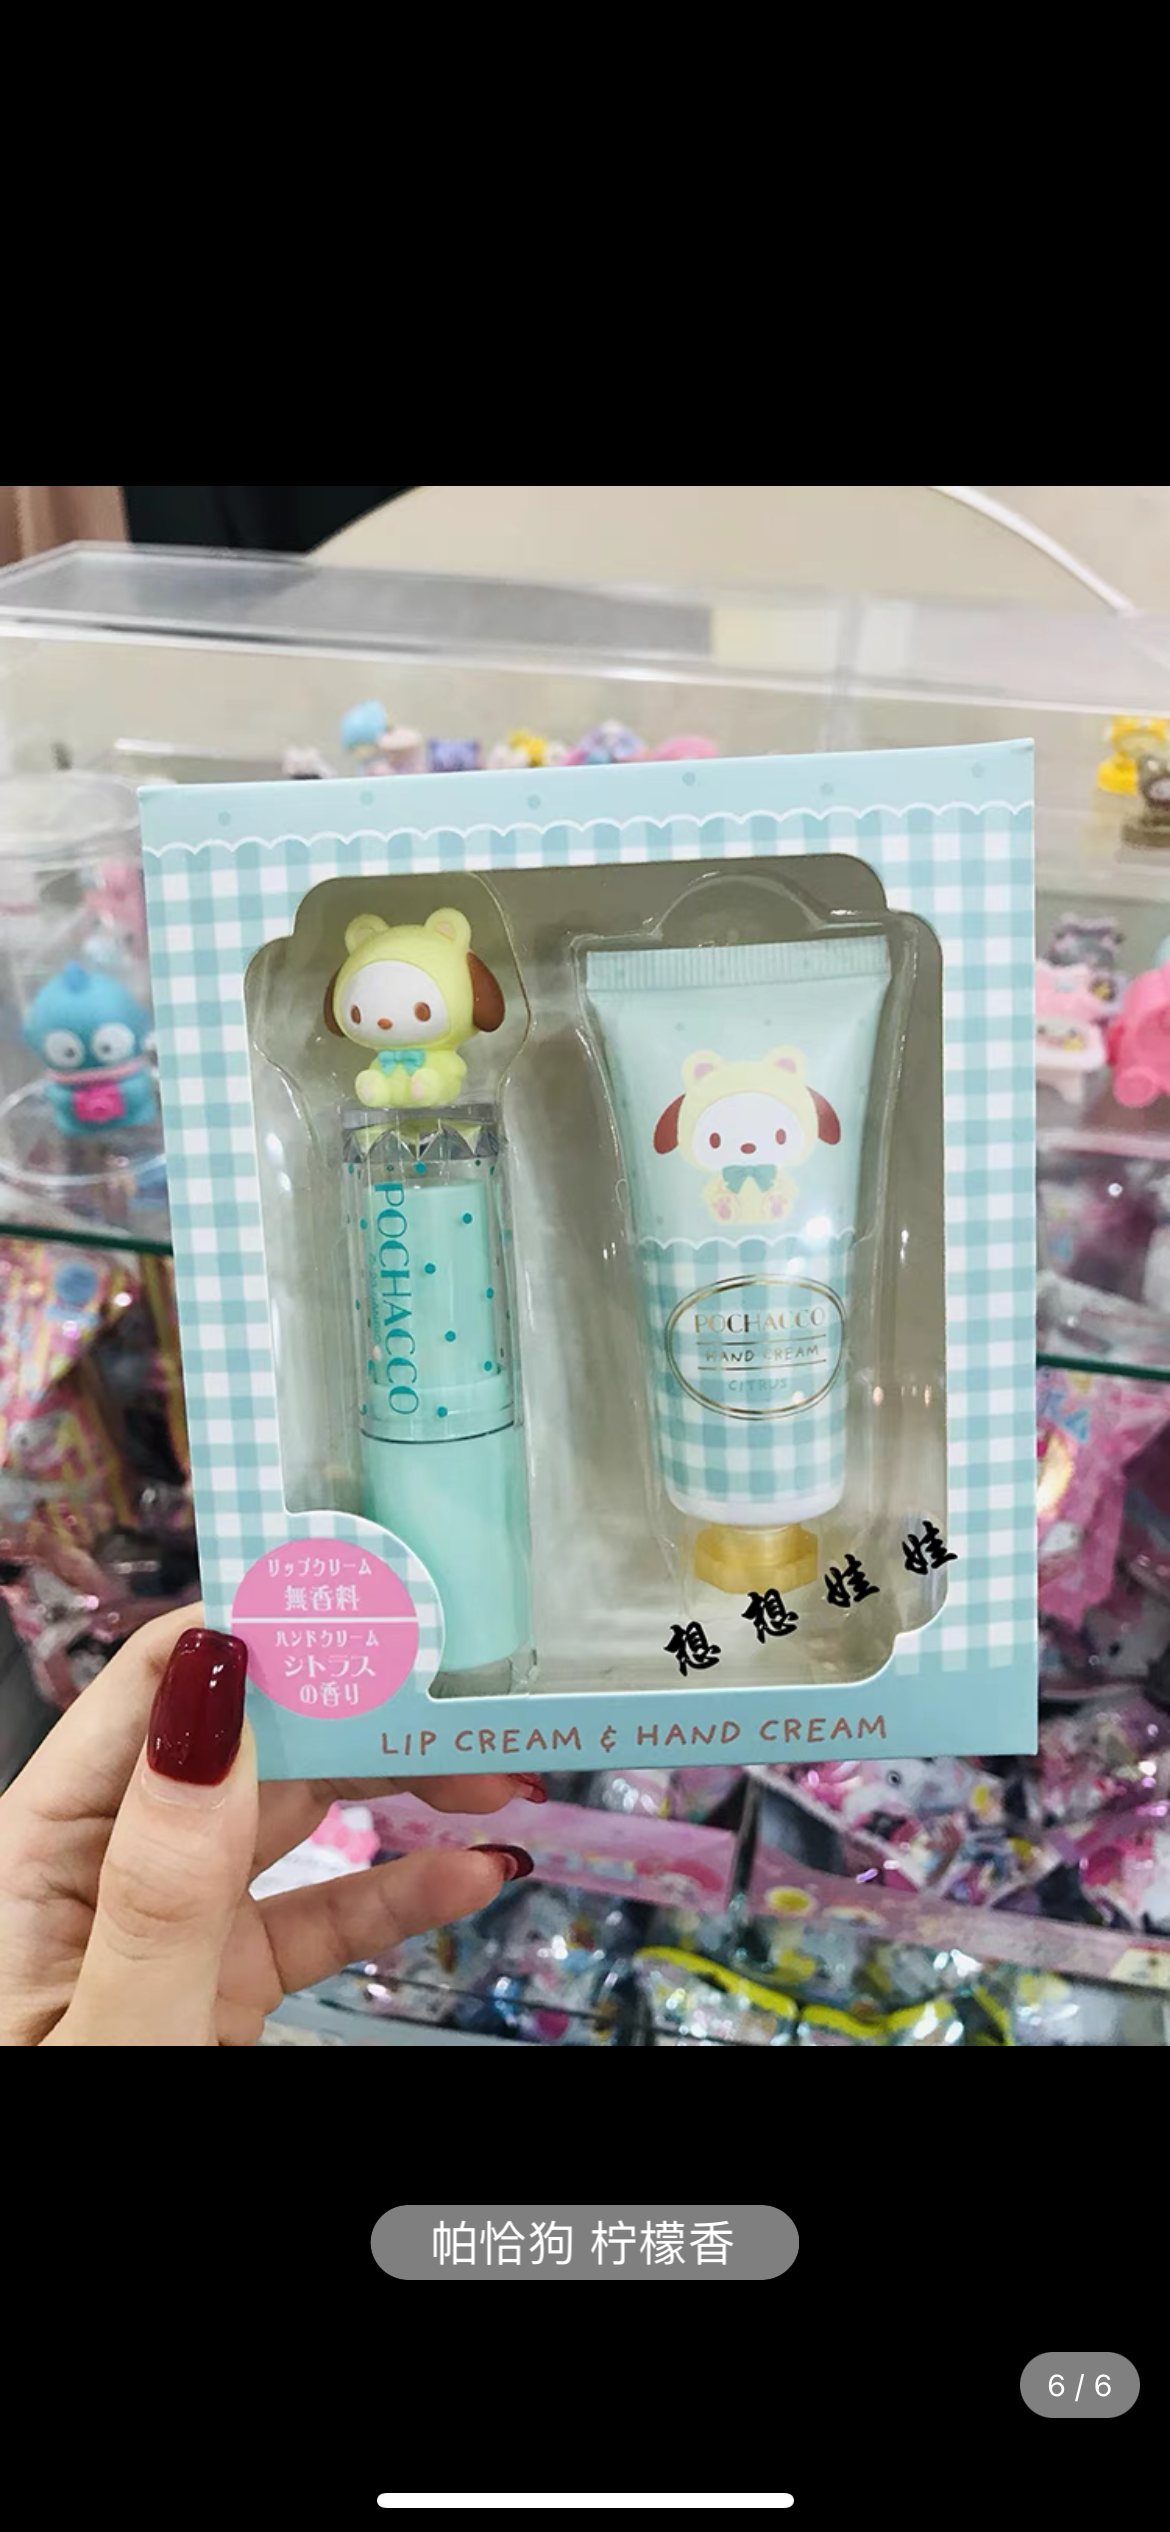 POCHACCO
POCHACCO
HAND CREAM
CITRUS
リップクリーム
無香料
ハンドクリーム
シトラス
の香り
想想娃娃
LIP CREAM & HAND CREAM
帕恰狗 柠檬香
6 / 6